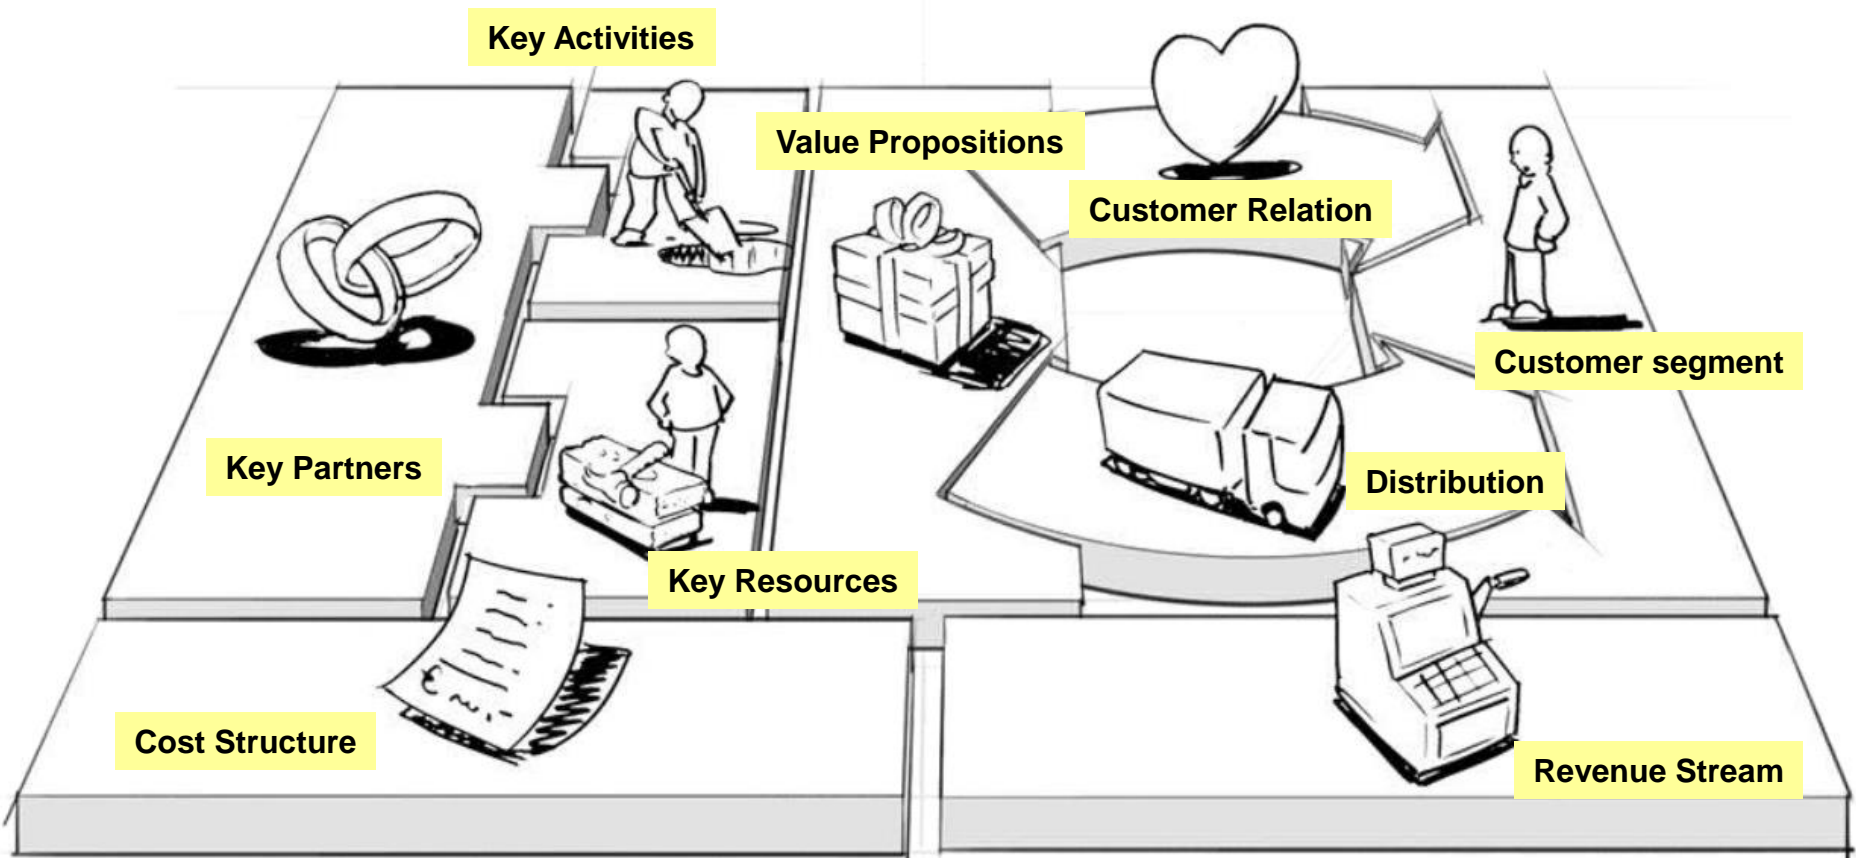 Key Activities
Value Propositions
Customer Relation
Customer segment
Key Partners
Distribution
Key Resources
Cost Structure
Revenue Stream
€